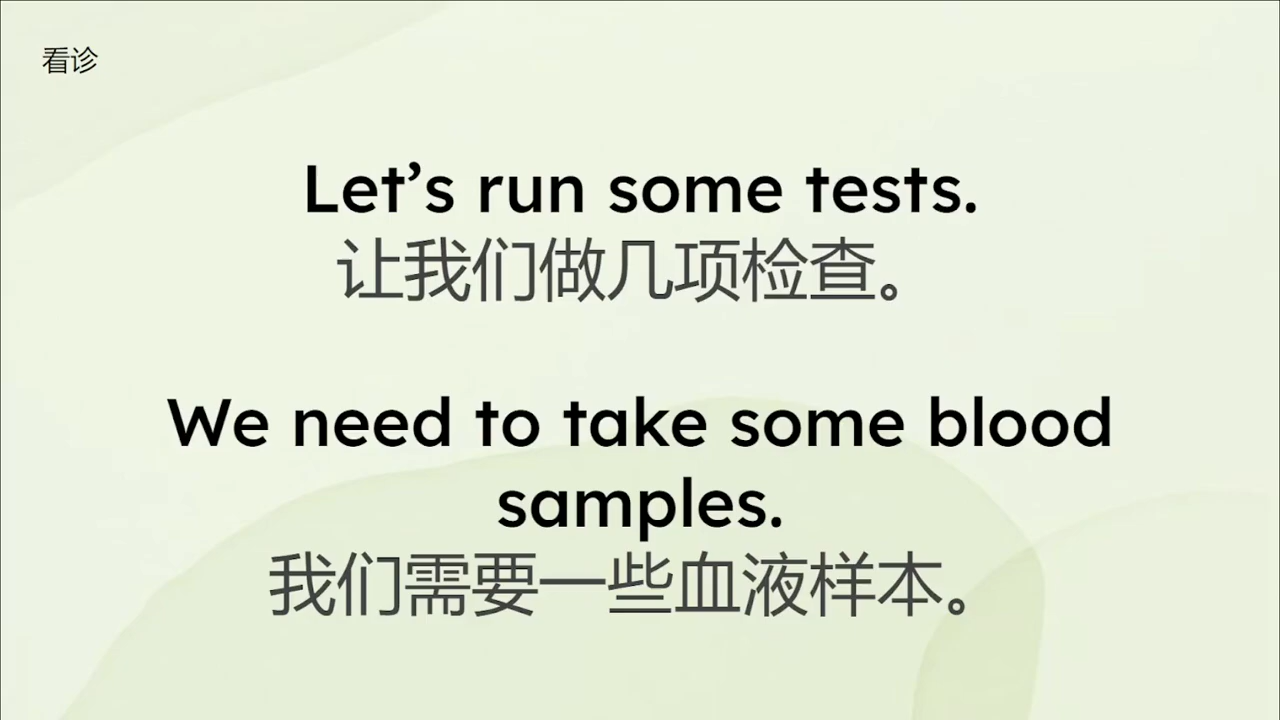 看诊
Let’s run some tests.
让我们做几项检查。
We need to take some blood
samples.
我们需要一些血液样本。